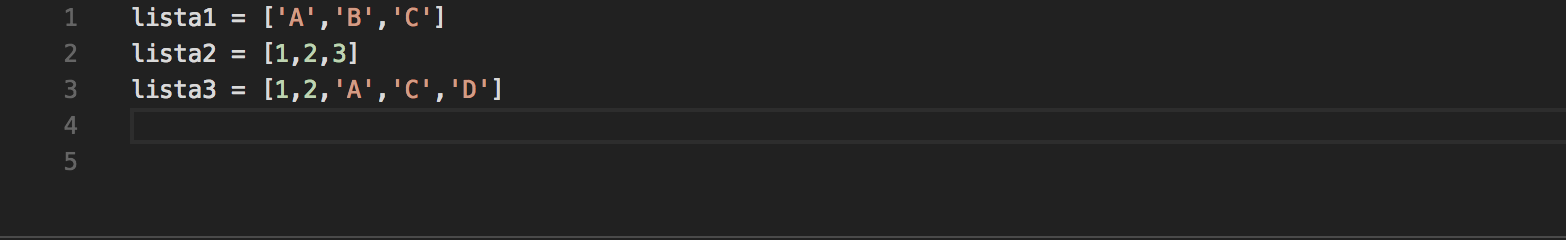 1 lista1 = ['A','B','C']
2 lista2 = [1,2,3]
3 lista3 = [1,2,'A','C','D']
4
5